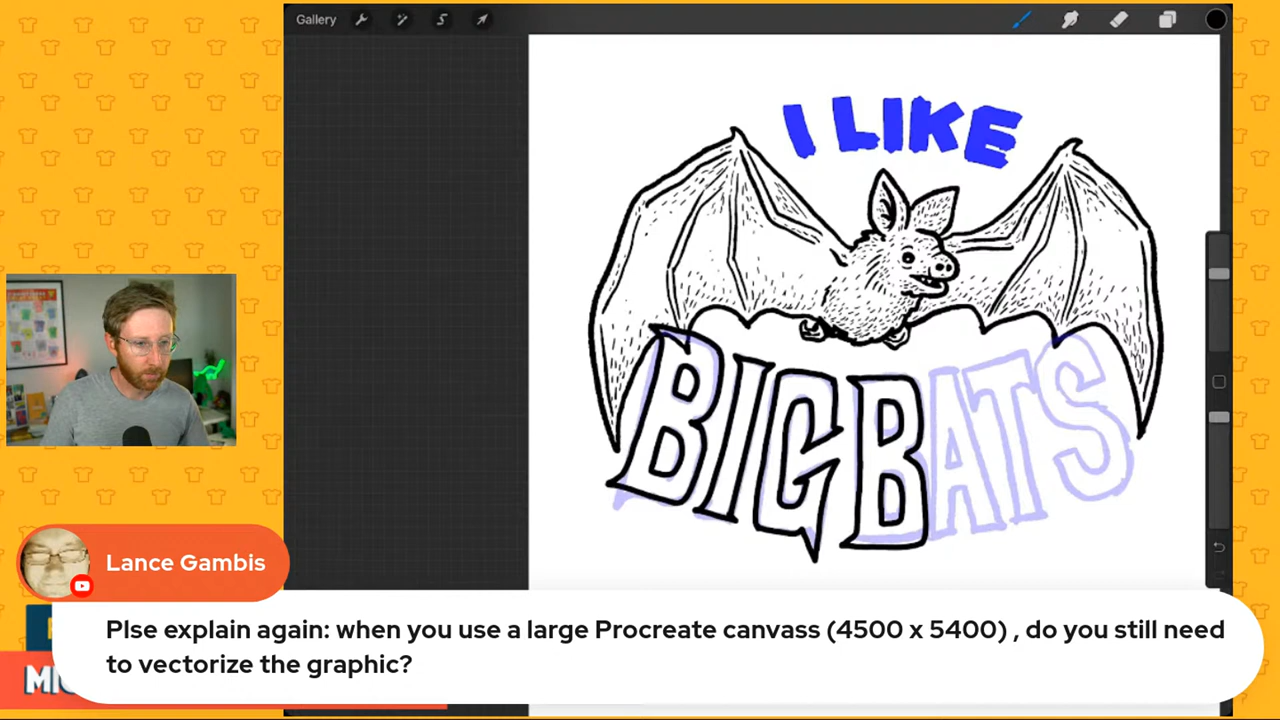 Gallery
I LIKE
BIG BATS
Lance Gambis
Plse explain again: when you use a large Procreate canvass (4500 x 5400) , do you still need
to vectorize the graphic?